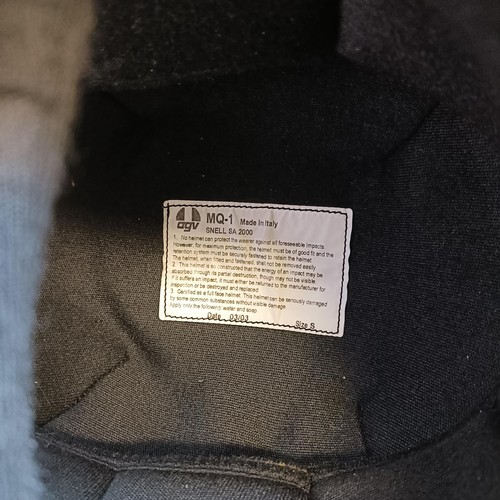 agv
MQ-1 Made in Italy
SNELL SA 2000
1. No helmet can protect the wearer against all foreseeable impacts.
However, for maximum protection, the helmet must be of good fit and the
retention system must be securely fastened to retain the helmet.
The helmet, when fitted and fastened, shall not be removed easily.
2. This helmet is so constructed that the energy of an impact may be
absorbed through its partial destruction, though may not be visible.
If it suffers an impact, it must either be returned to the manufacturer for
inspection or be destroyed and replaced.
3. Certified as a full face helmet. This helmet can be seriously damaged
by some common substances without visible damage.
Apply only the following: water and soap
Date 03/03 Size S